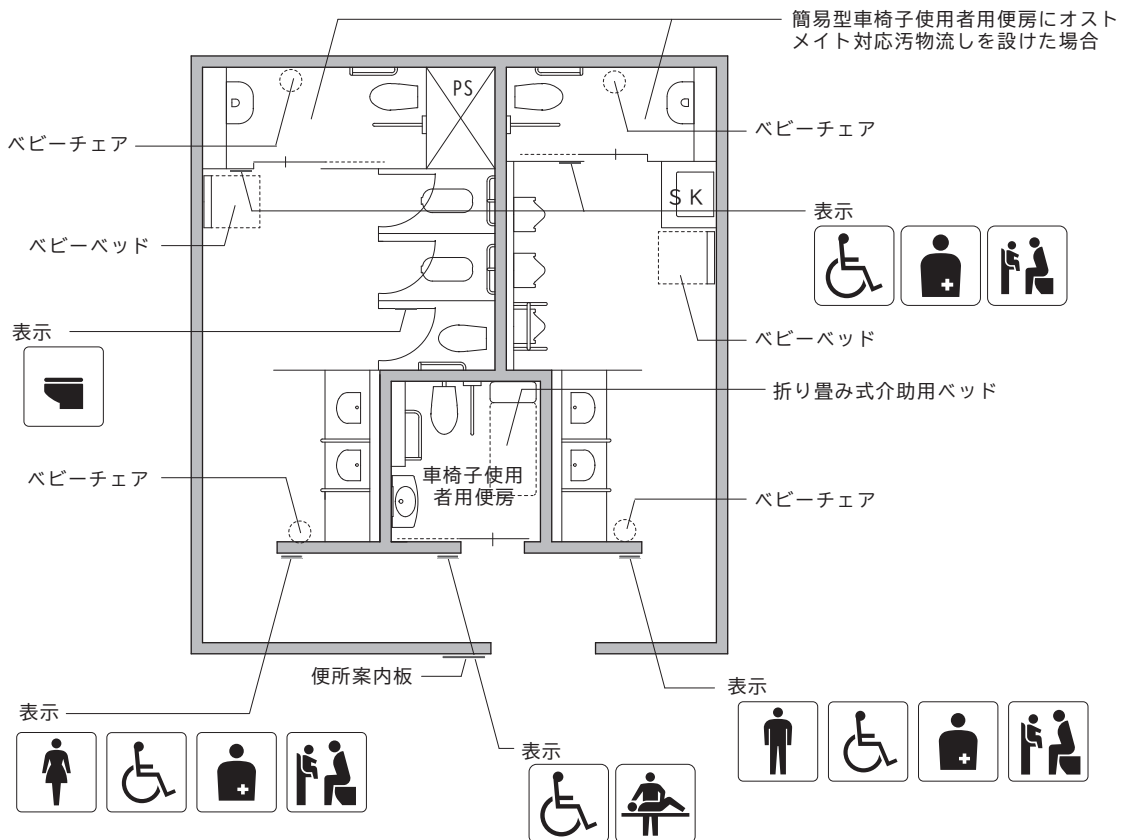 簡易型車椅子使用者用便房にオスト
メイト対応汚物流しを設けた場合
PS
ベビーチェア
ベビーチェア
SK
表示
ベビーベッド
表示
ベビーベッド
折り畳み式介助用ベッド
車椅子使用
者用便房
ベビーチェア
ベビーチェア
便所案内板
表示
表示
表示